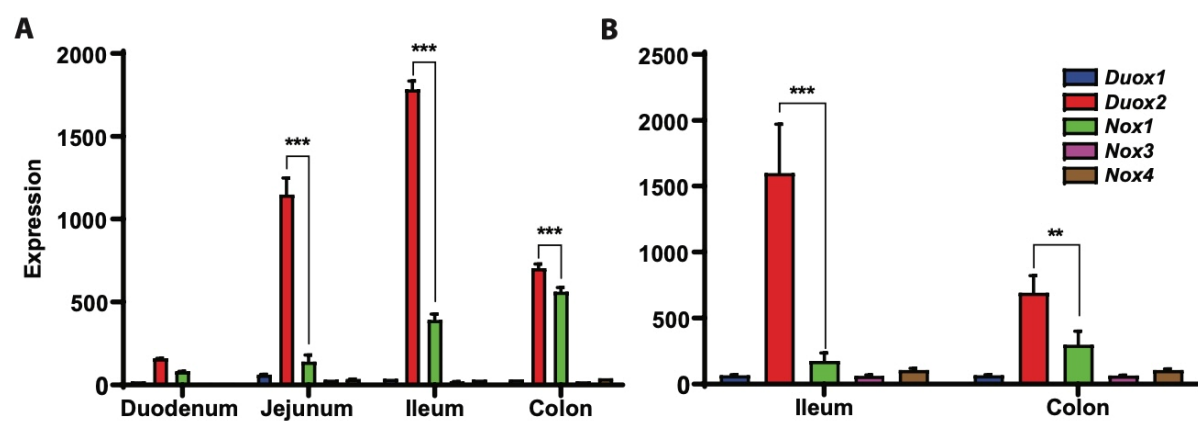 A
Expression
2000
1500
1000
500
0
***
***
***
Duodenum Jejunum Ileum Colon
B
2500
2000
1500
1000
500
0
***
**
Ileum Colon
Duox1
Duox2
Nox1
Nox3
Nox4